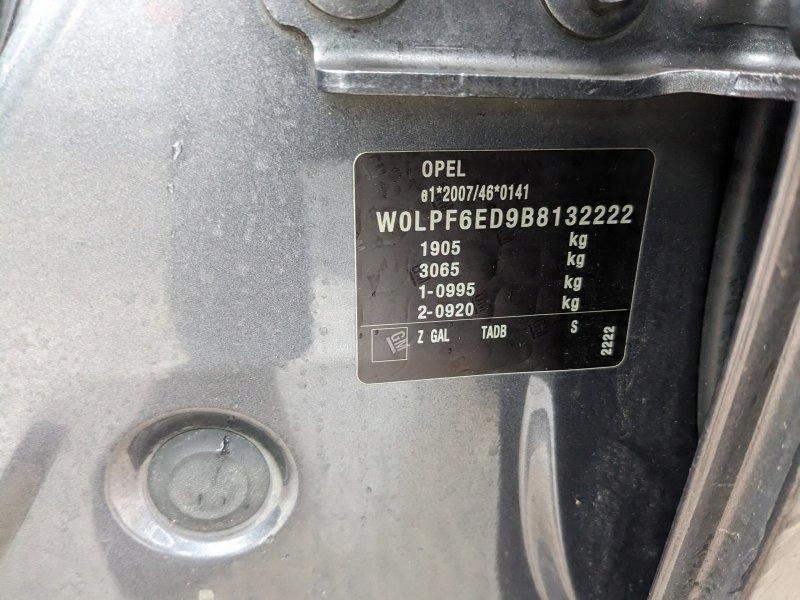 OPEL
e1*2007/46*0141
W0LPF6ED9B8132222
1905 kg
3065 kg
1-0995 kg
2-0920 kg
GM Z GAL TADB S 2222